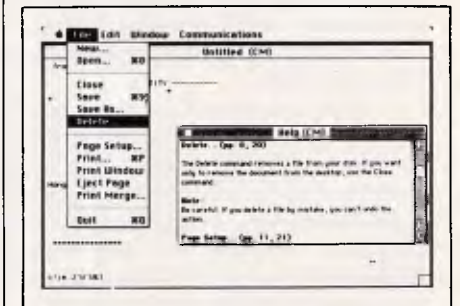 File Edit Window Communications
Untitled (CM)
New...
Open... ⌘O
Close
Save
Save As...
Delete
Page Setup...
Print... ⌘P
Print Window
Eject Page
Print Merge...
Quit ⌘Q
Help (CM)
Delete.. (pp. 8, 20)
The Delete command removes a file from your disk. If you want
only to remove the document from the desktop, use the Close
command.
Note:
Be careful. If you delete a file by mistake, you can't undo the
action.
Page Setup.. (pp. 11, 21)